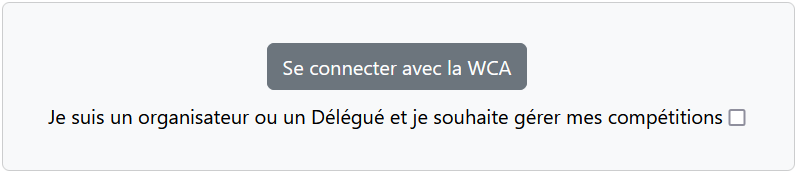 Se connecter avec la WCA
Je suis un organisateur ou un Délégué et je souhaite gérer mes compétitions